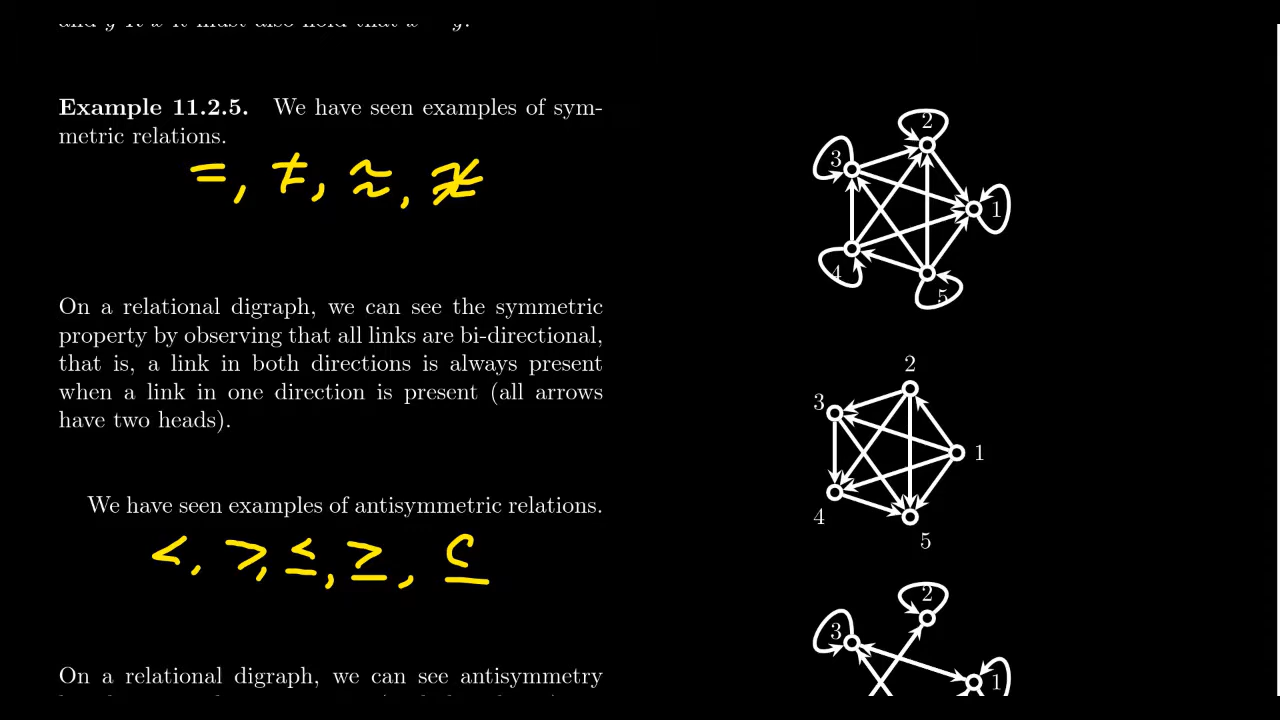 Example 11.2.5. We have seen examples of sym-
metric relations.
=, ≠, ≈, ≉
On a relational digraph, we can see the symmetric
property by observing that all links are bi-directional,
that is, a link in both directions is always present
when a link in one direction is present (all arrows
have two heads).
We have seen examples of antisymmetric relations.
<, >, ≤, ≥, ⊆
On a relational digraph, we can see antisymmetry
2
3
1
4
5
2
3
1
4
5
2
3
1